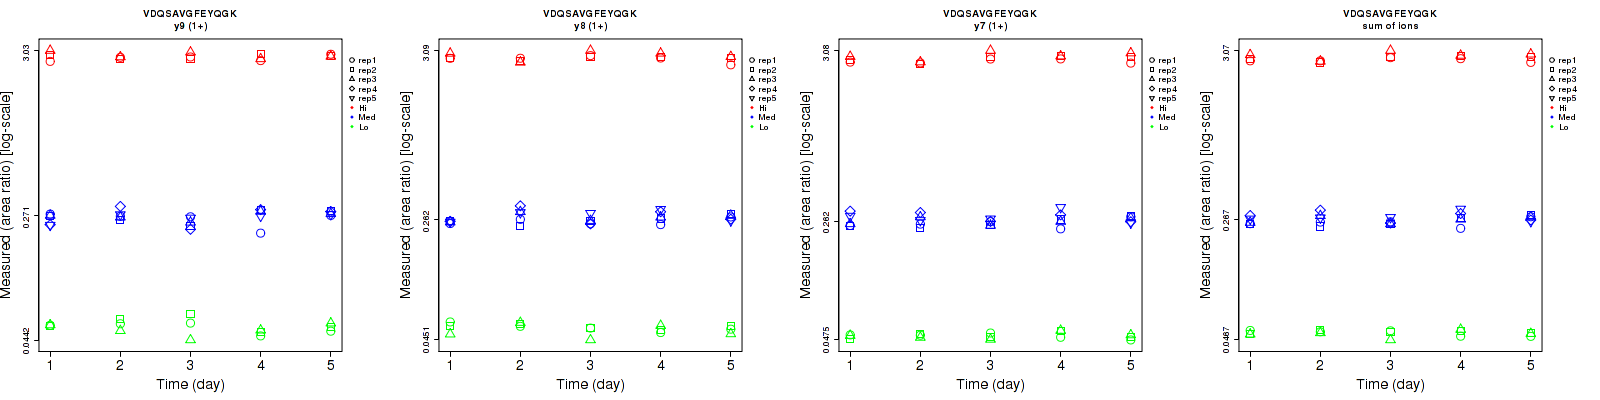 VDQSAVGFEYQGK
y9 (1+)
Measured (area ratio) [log-scale]
3.03
0.271
0.0442
1 2 3 4 5
Time (day)
rep1
rep2
rep3
rep4
rep5
Hi
Med
Lo
VDQSAVGFEYQGK
y8 (1+)
Measured (area ratio) [log-scale]
3.09
0.262
0.0451
1 2 3 4 5
Time (day)
rep1
rep2
rep3
rep4
rep5
Hi
Med
Lo
VDQSAVGFEYQGK
y7 (1+)
Measured (area ratio) [log-scale]
3.08
0.262
0.0475
1 2 3 4 5
Time (day)
rep1
rep2
rep3
rep4
rep5
Hi
Med
Lo
VDQSAVGFEYQGK
sum of ions
Measured (area ratio) [log-scale]
3.07
0.267
0.0467
1 2 3 4 5
Time (day)
rep1
rep2
rep3
rep4
rep5
Hi
Med
Lo